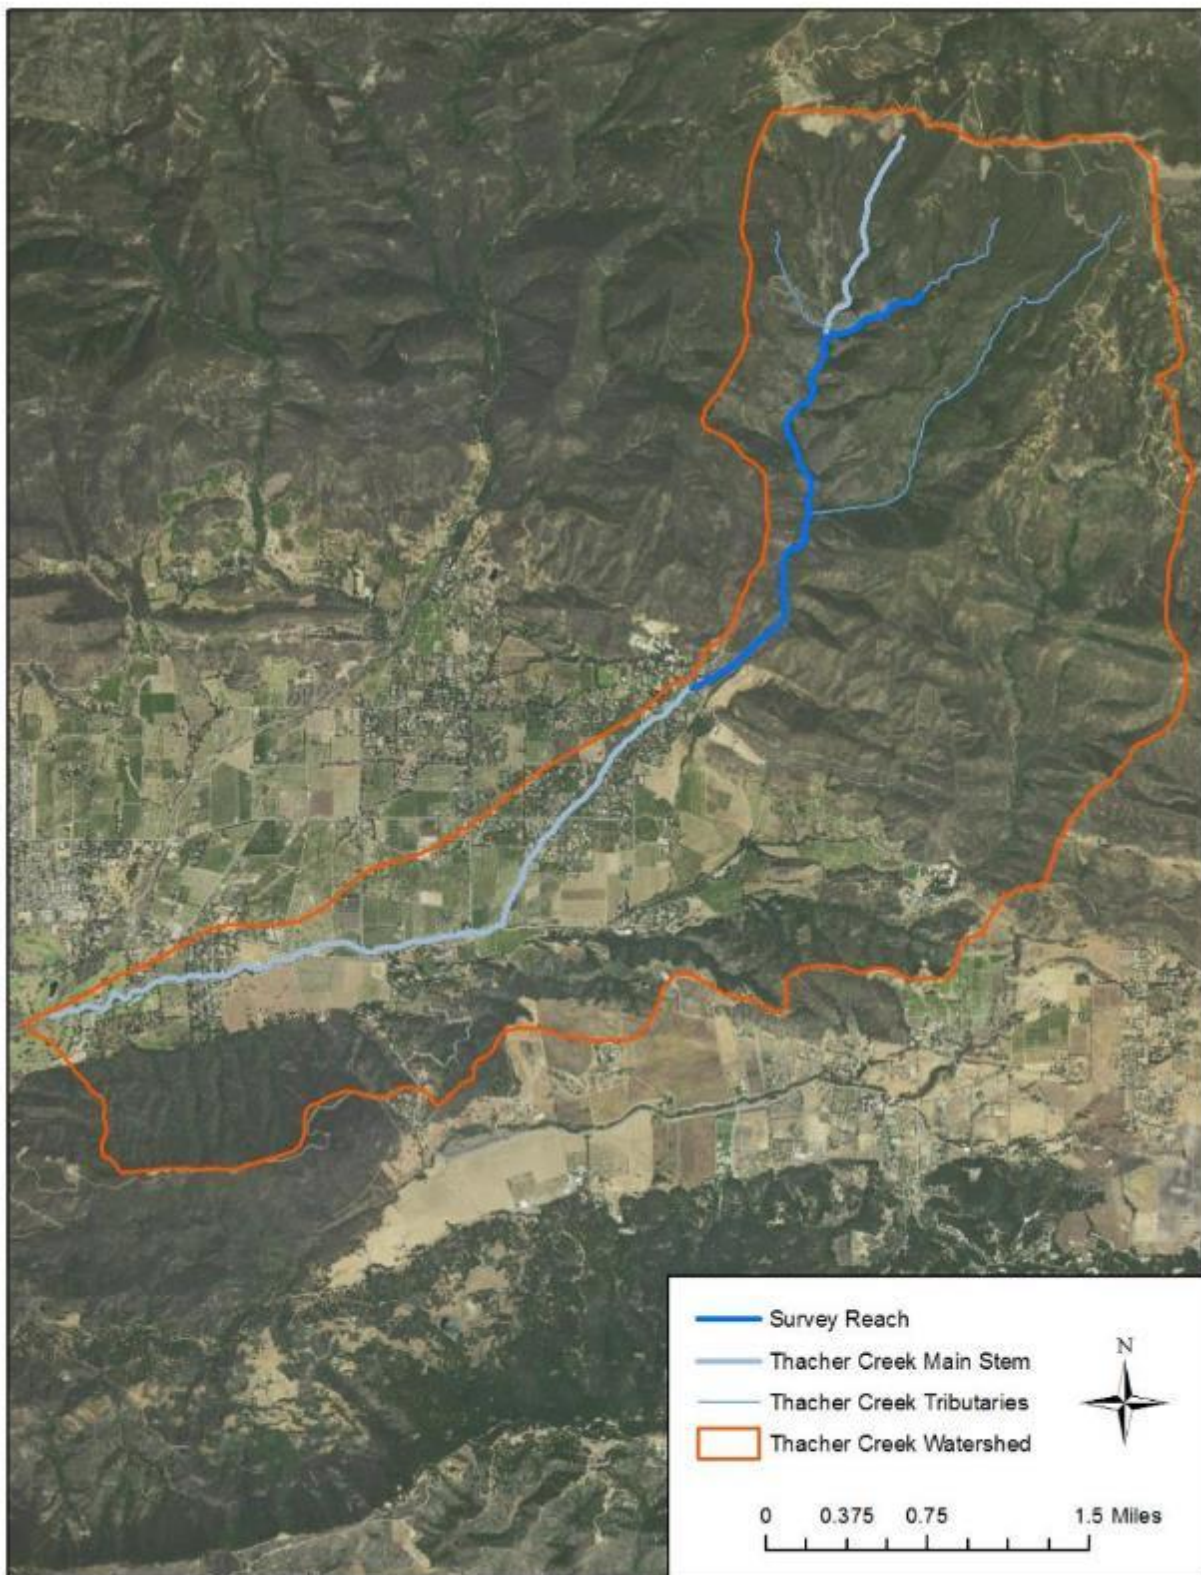 Survey Reach
Thacher Creek Main Stem
Thacher Creek Tributaries
Thacher Creek Watershed
N
0 0.375 0.75 1.5 Miles